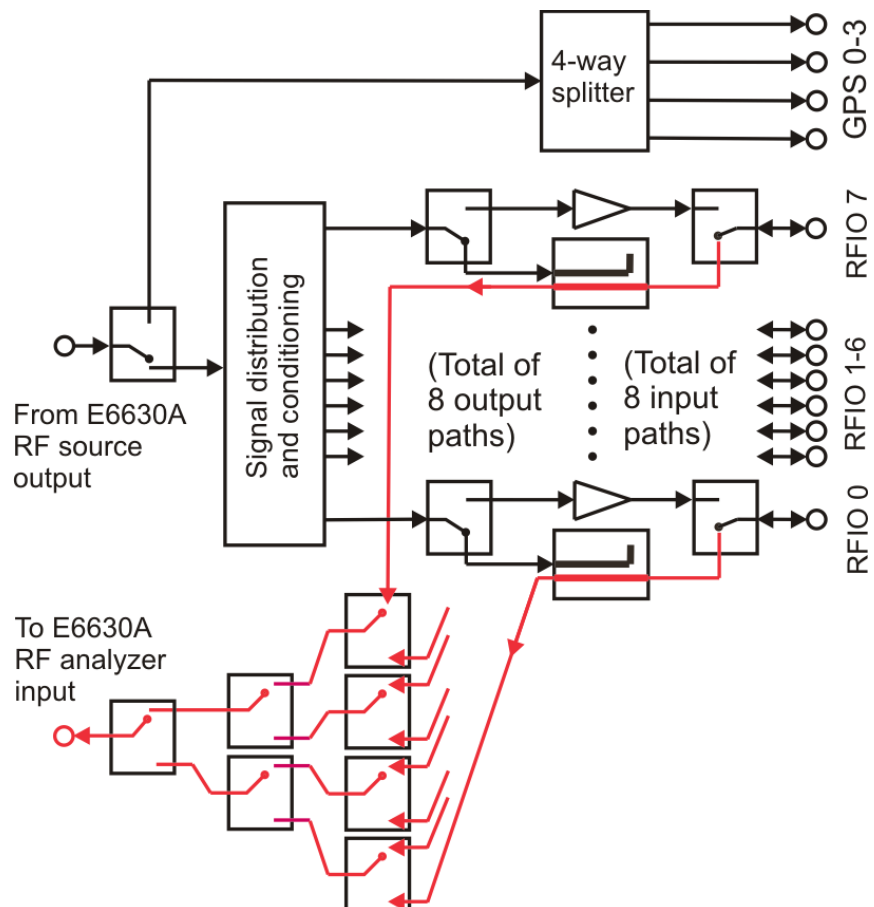 4-way
splitter
GPS 0-3
RFIO 7
Signal distribution
and conditioning
From E6630A
RF source
output
(Total of
8 output
paths)
(Total of
8 input
paths)
RFIO 1-6
RFIO 0
To E6630A
RF analyzer
input